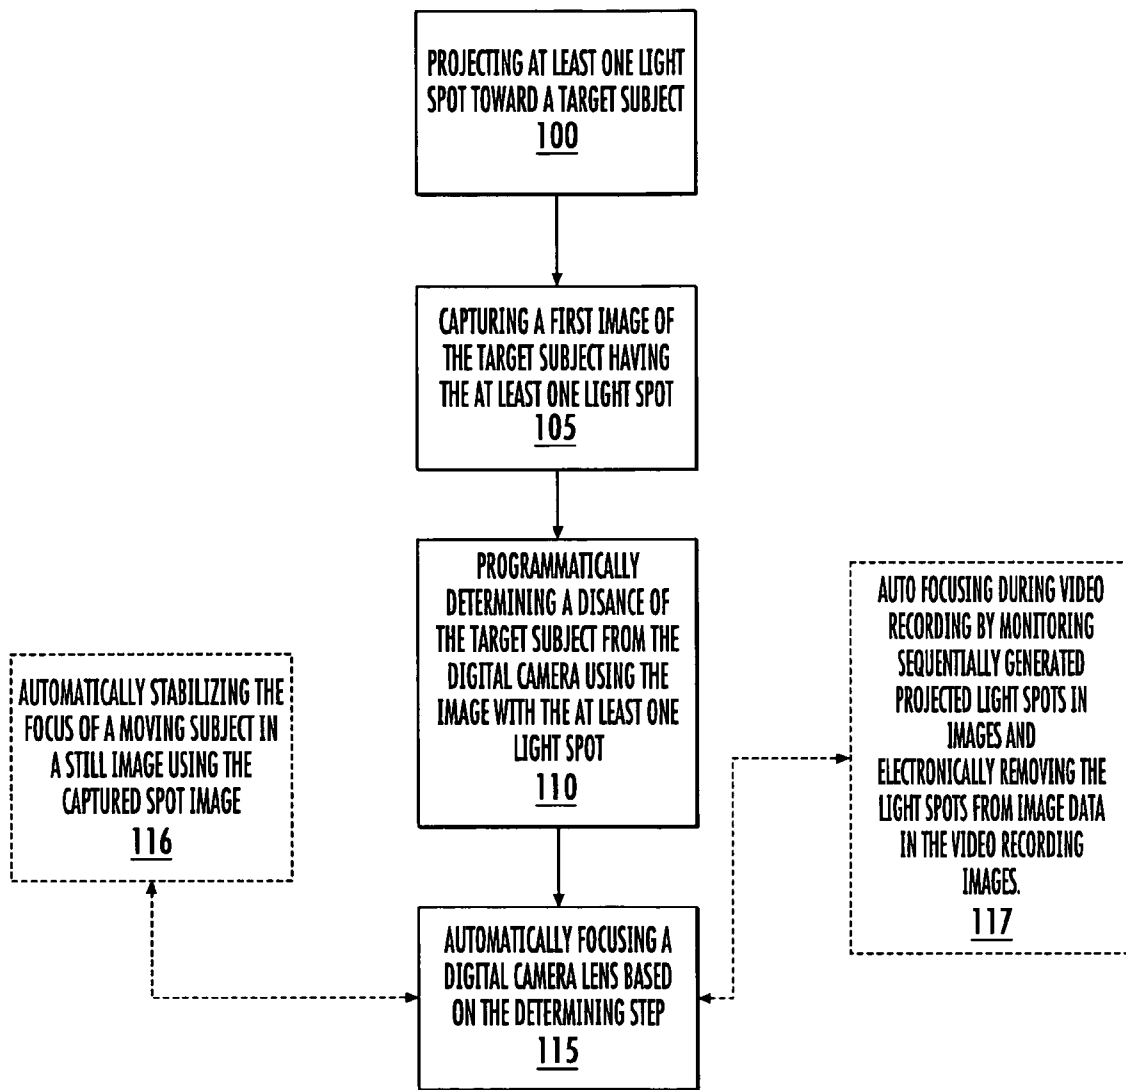 PROJECTING AT LEAST ONE LIGHT
SPOT TOWARD A TARGET SUBJECT
100
CAPTURING A FIRST IMAGE OF
THE TARGET SUBJECT HAVING
THE AT LEAST ONE LIGHT SPOT
105
PROGRAMMATICALLY
DETERMINING A DISANCE OF
THE TARGET SUBJECT FROM THE
DIGITAL CAMERA USING THE
IMAGE WITH THE AT LEAST ONE
LIGHT SPOT
110
AUTOMATICALLY STABILIZING THE
FOCUS OF A MOVING SUBJECT IN
A STILL IMAGE USING THE
CAPTURED SPOT IMAGE
116
AUTO FOCUSING DURING VIDEO
RECORDING BY MONITORING
SEQUENTIALLY GENERATED
PROJECTED LIGHT SPOTS IN
IMAGES AND
ELECTRONICALLY REMOVING THE
LIGHT SPOTS FROM IMAGE DATA
IN THE VIDEO RECORDING
IMAGES.
117
AUTOMATICALLY FOCUSING A
DIGITAL CAMERA LENS BASED
ON THE DETERMINING STEP
115